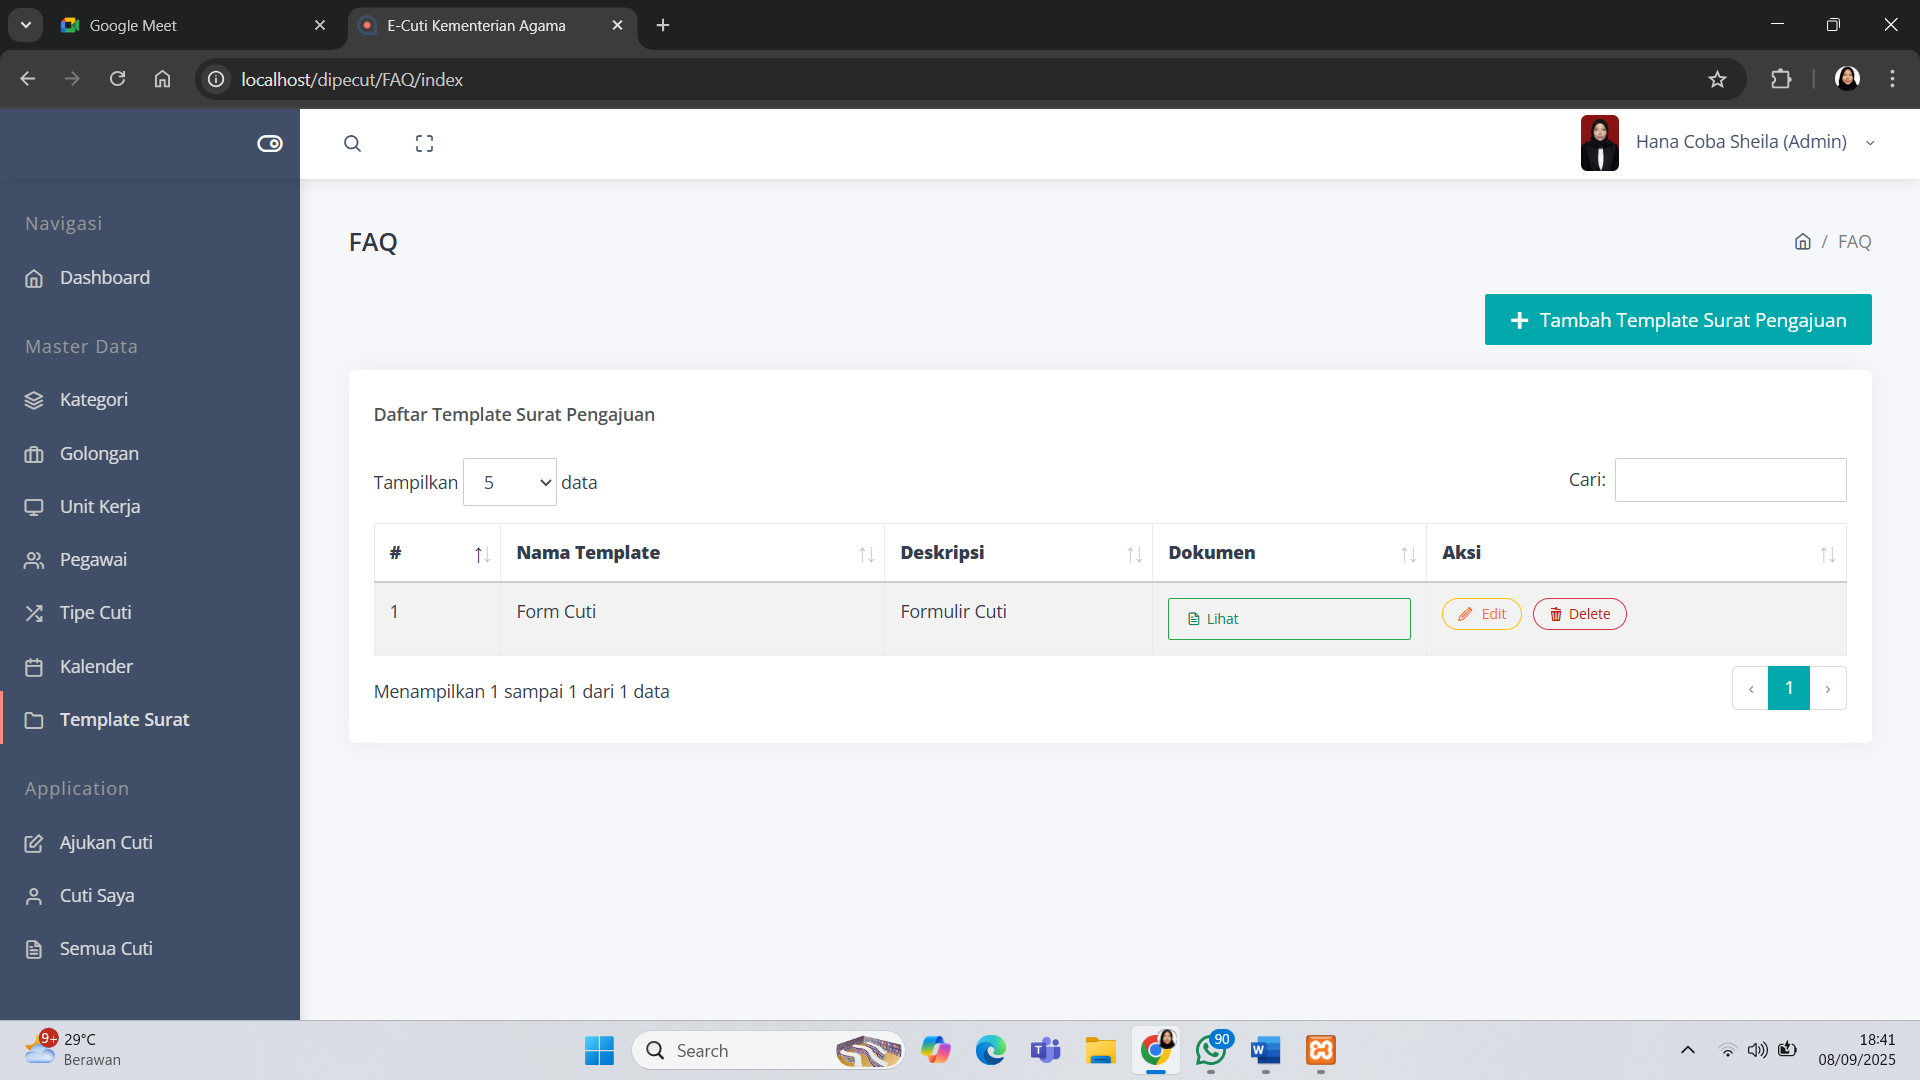 Google Meet
E-Cuti Kementerian Agama
localhost/dipecut/FAQ/index
Hana Coba Sheila (Admin)
Navigasi
Dashboard
Master Data
Kategori
Golongan
Unit Kerja
Pegawai
Tipe Cuti
Kalender
Template Surat
Application
Ajukan Cuti
Cuti Saya
Semua Cuti
FAQ
/ FAQ
Tambah Template Surat Pengajuan
Daftar Template Surat Pengajuan
Tampilkan 5 data
Cari:
# Nama Template Deskripsi Dokumen Aksi
1 Form Cuti Formulir Cuti Lihat Edit Delete
Menampilkan 1 sampai 1 dari 1 data
‹ 1 ›
9+
29°C
Berawan
Search
90
18:41
08/09/2025